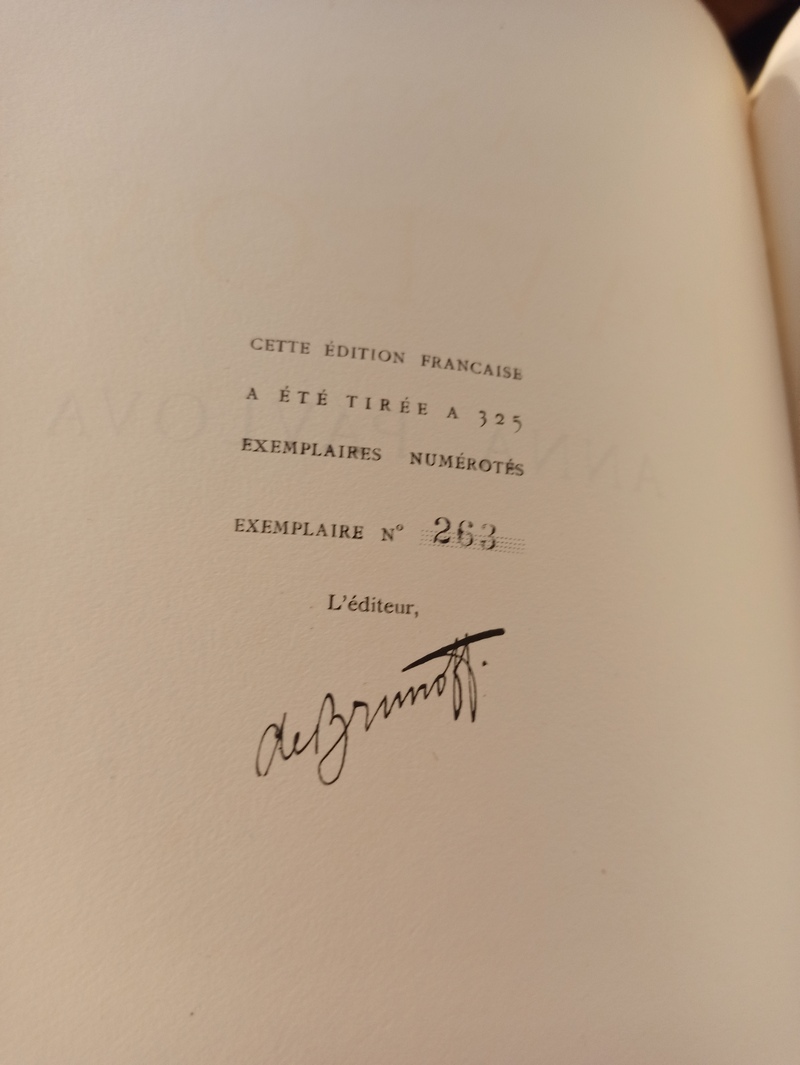 CETTE ÉDITION FRANCAISE
A ÉTÉ TIRÉE A 325
EXEMPLAIRES NUMÉROTÉS
EXEMPLAIRE N° 263
L'éditeur,
de Brunoff.